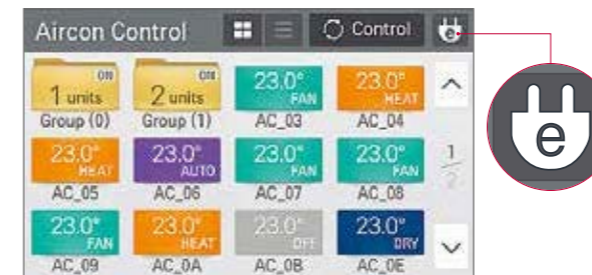 Aircon Control Control e
ON ON 23.0° 23.0°
1 units 2 units FAN HEAT
Group (0) Group (1) AC_03 AC_04
23.0° 23.0° 23.0° 23.0° 1
HEAT AUTO FAN FAN 2
AC_05 AC_06 AC_07 AC_08
23.0° 23.0° 23.0° 23.0°
FAN HEAT OFF DRY
AC_09 AC_0A AC_0B AC_0E
e